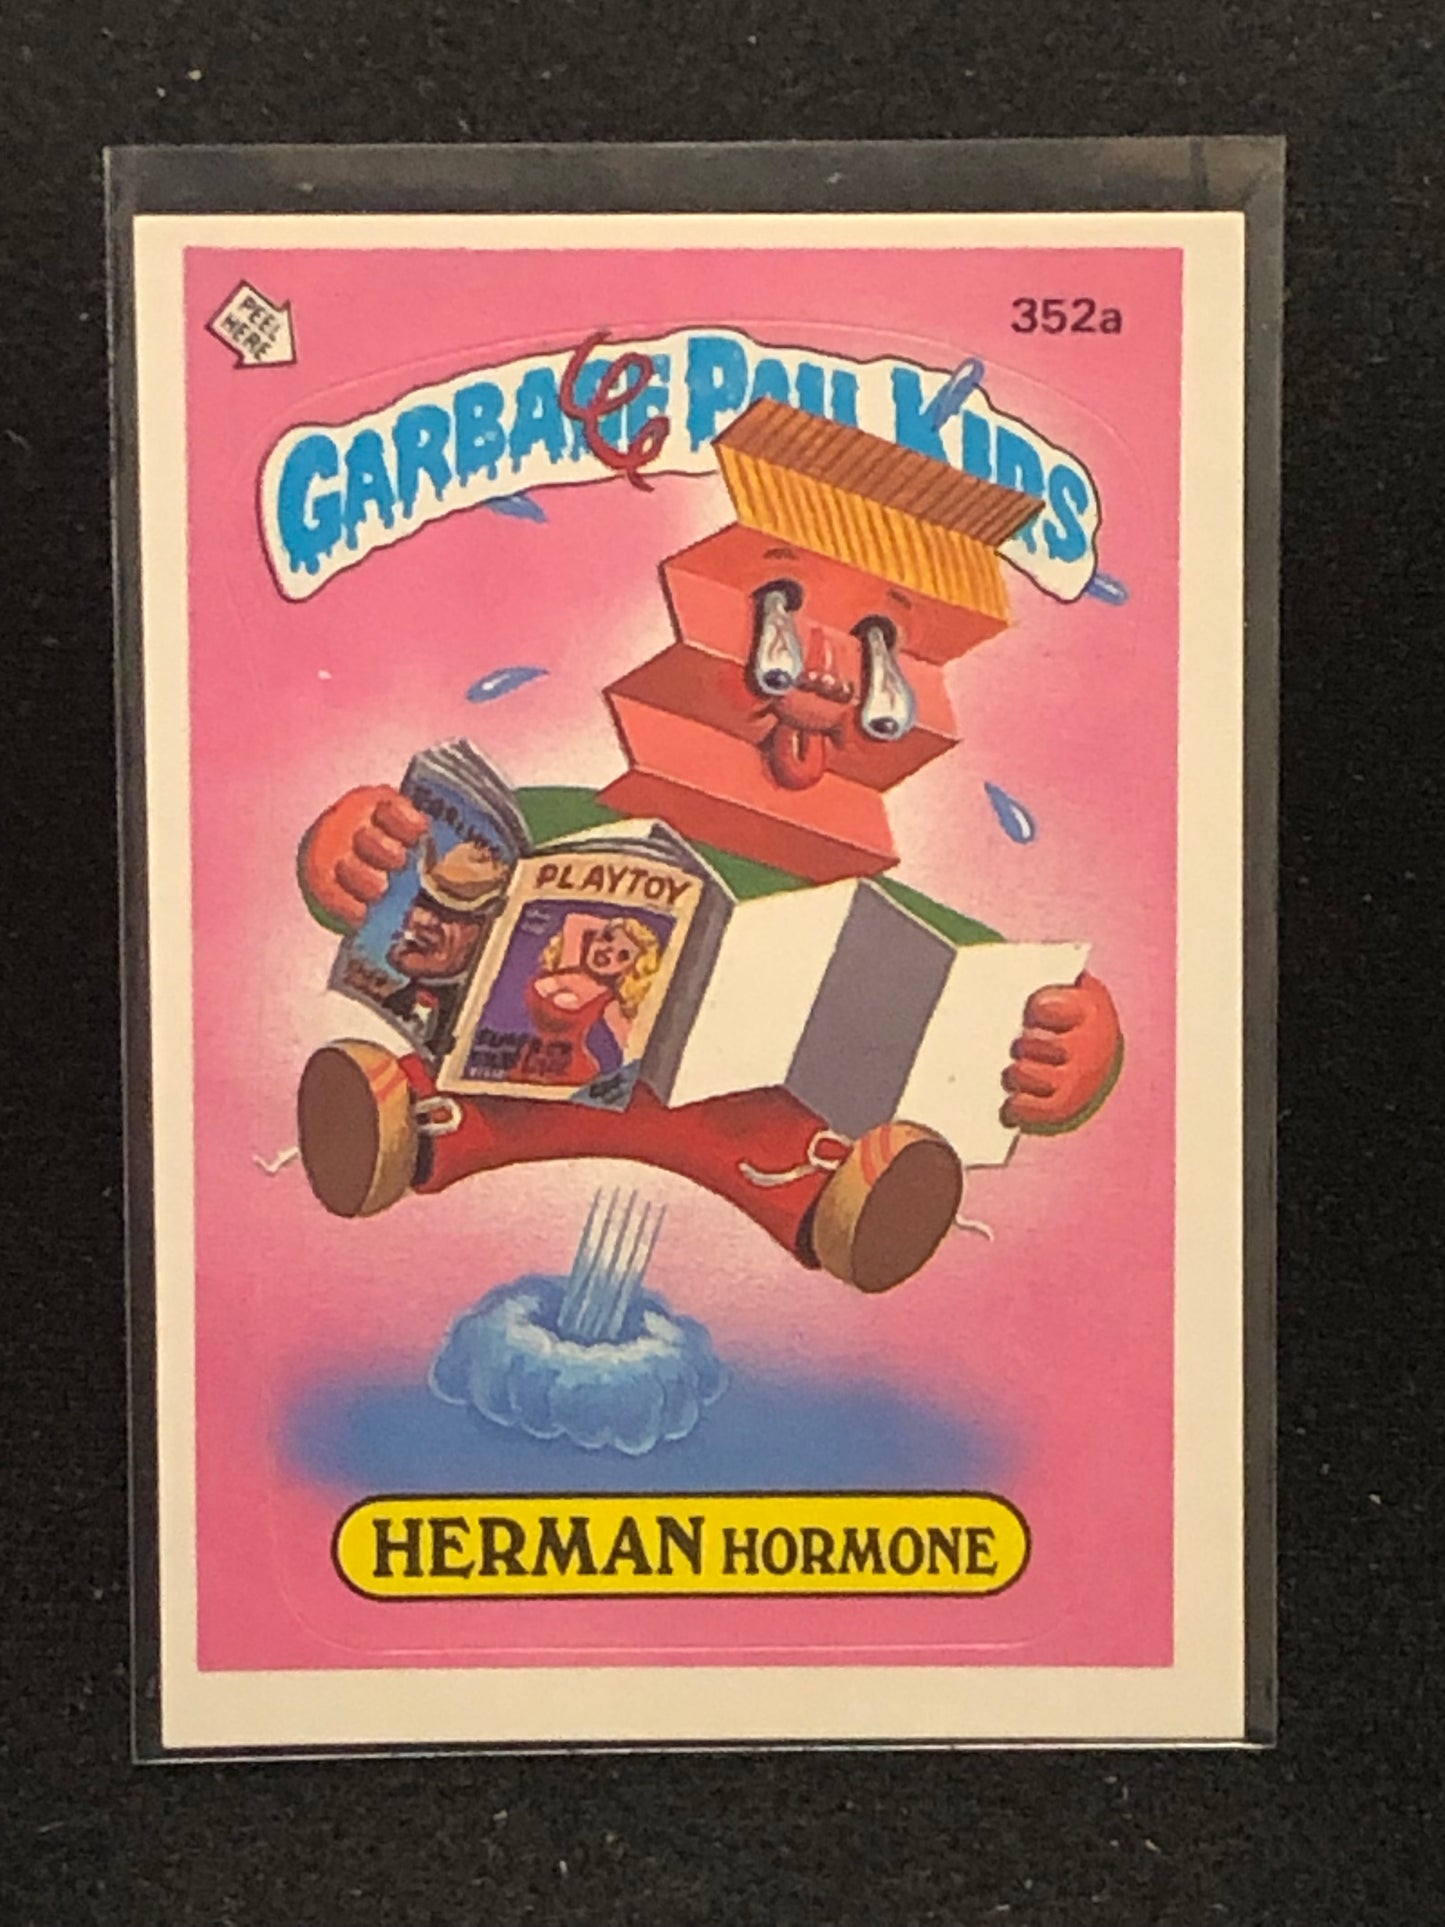 PEEL
HERE
352a
GARBAGE PAIL KIDS
PLAYTOY
HERMAN HORMONE